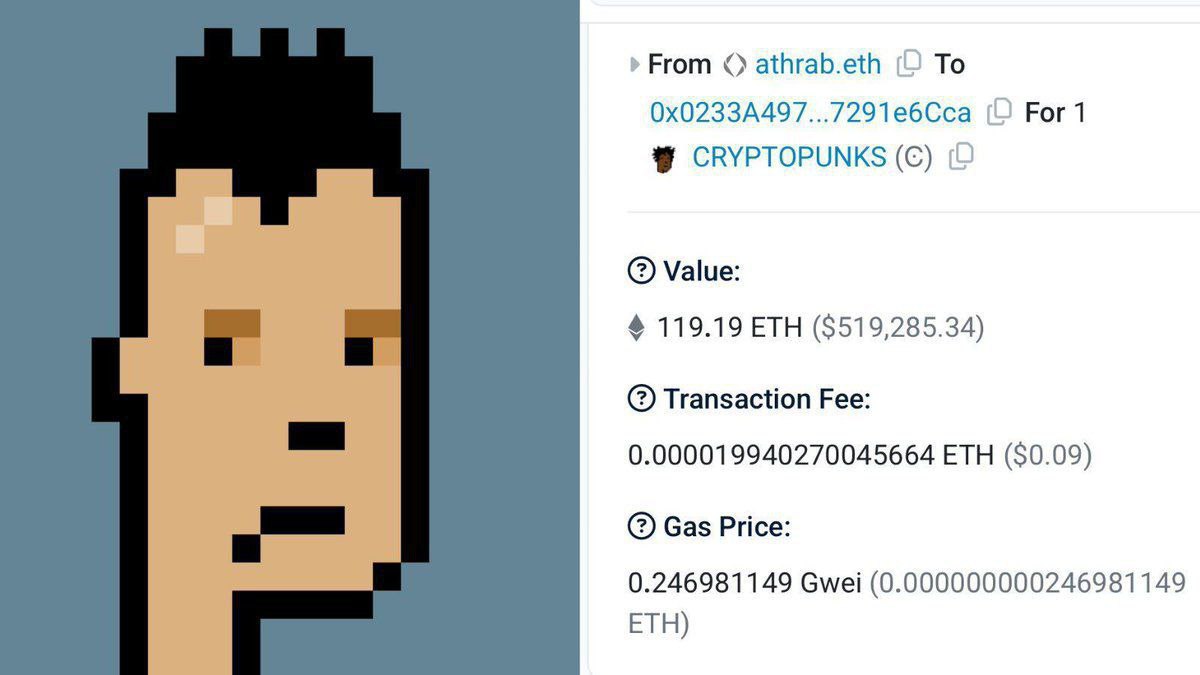 From athrab.eth To
0x0233A497...7291e6Cca For 1
CRYPTOPUNKS (Ͼ)
Value:
119.19 ETH ($519,285.34)
Transaction Fee:
0.000019940270045664 ETH ($0.09)
Gas Price:
0.246981149 Gwei (0.000000000246981149
ETH)